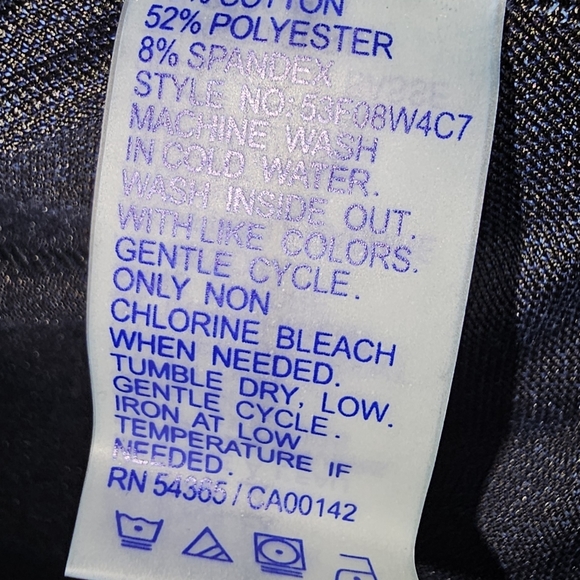 COTTON
52% POLYESTER
8% SPANDEX
STYLE NO: 53F08W4C7
MACHINE WASH
IN COLD WATER.
WASH INSIDE OUT.
WITH LIKE COLORS.
GENTLE CYCLE.
ONLY NON
CHLORINE BLEACH
WHEN NEEDED.
TUMBLE DRY, LOW.
GENTLE CYCLE.
IRON AT LOW
TEMPERATURE IF
NEEDED.
RN 54365 / CA00142